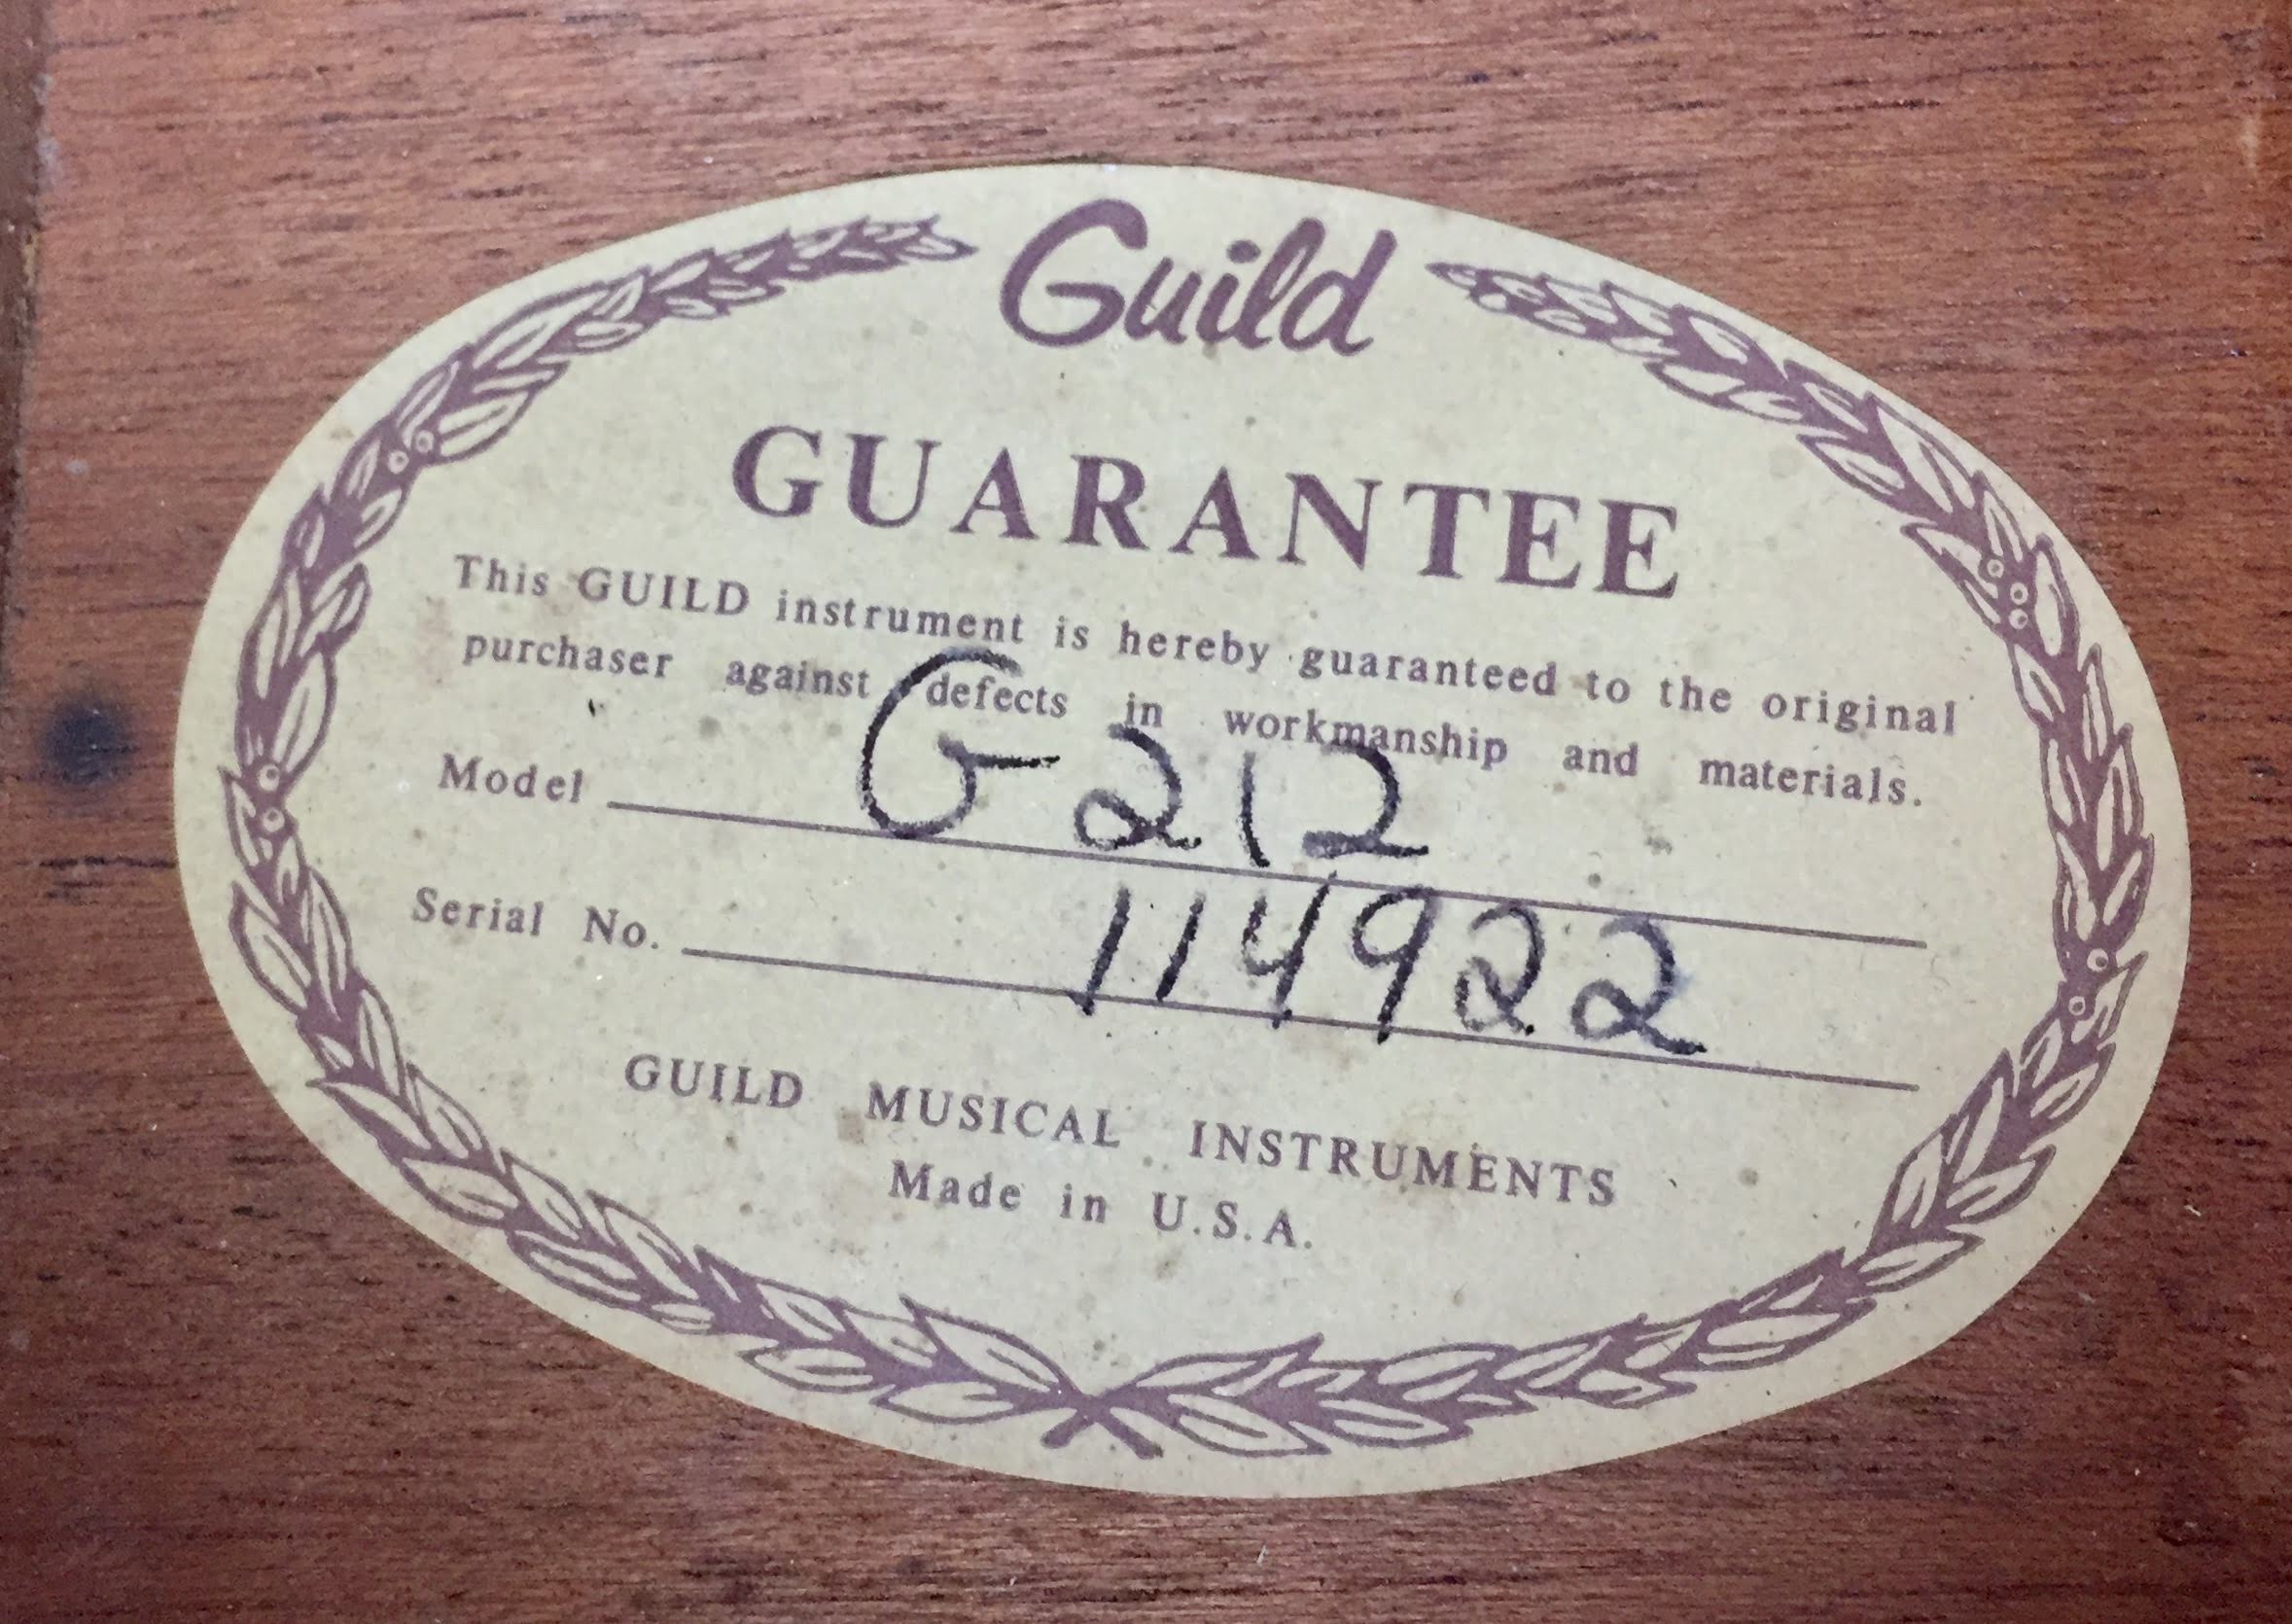 Guild
GUARANTEE
This GUILD instrument is hereby guaranteed to the original
purchaser against defects in workmanship and materials.
Model G-212
Serial No. 114922
GUILD MUSICAL INSTRUMENTS
Made in U.S.A.